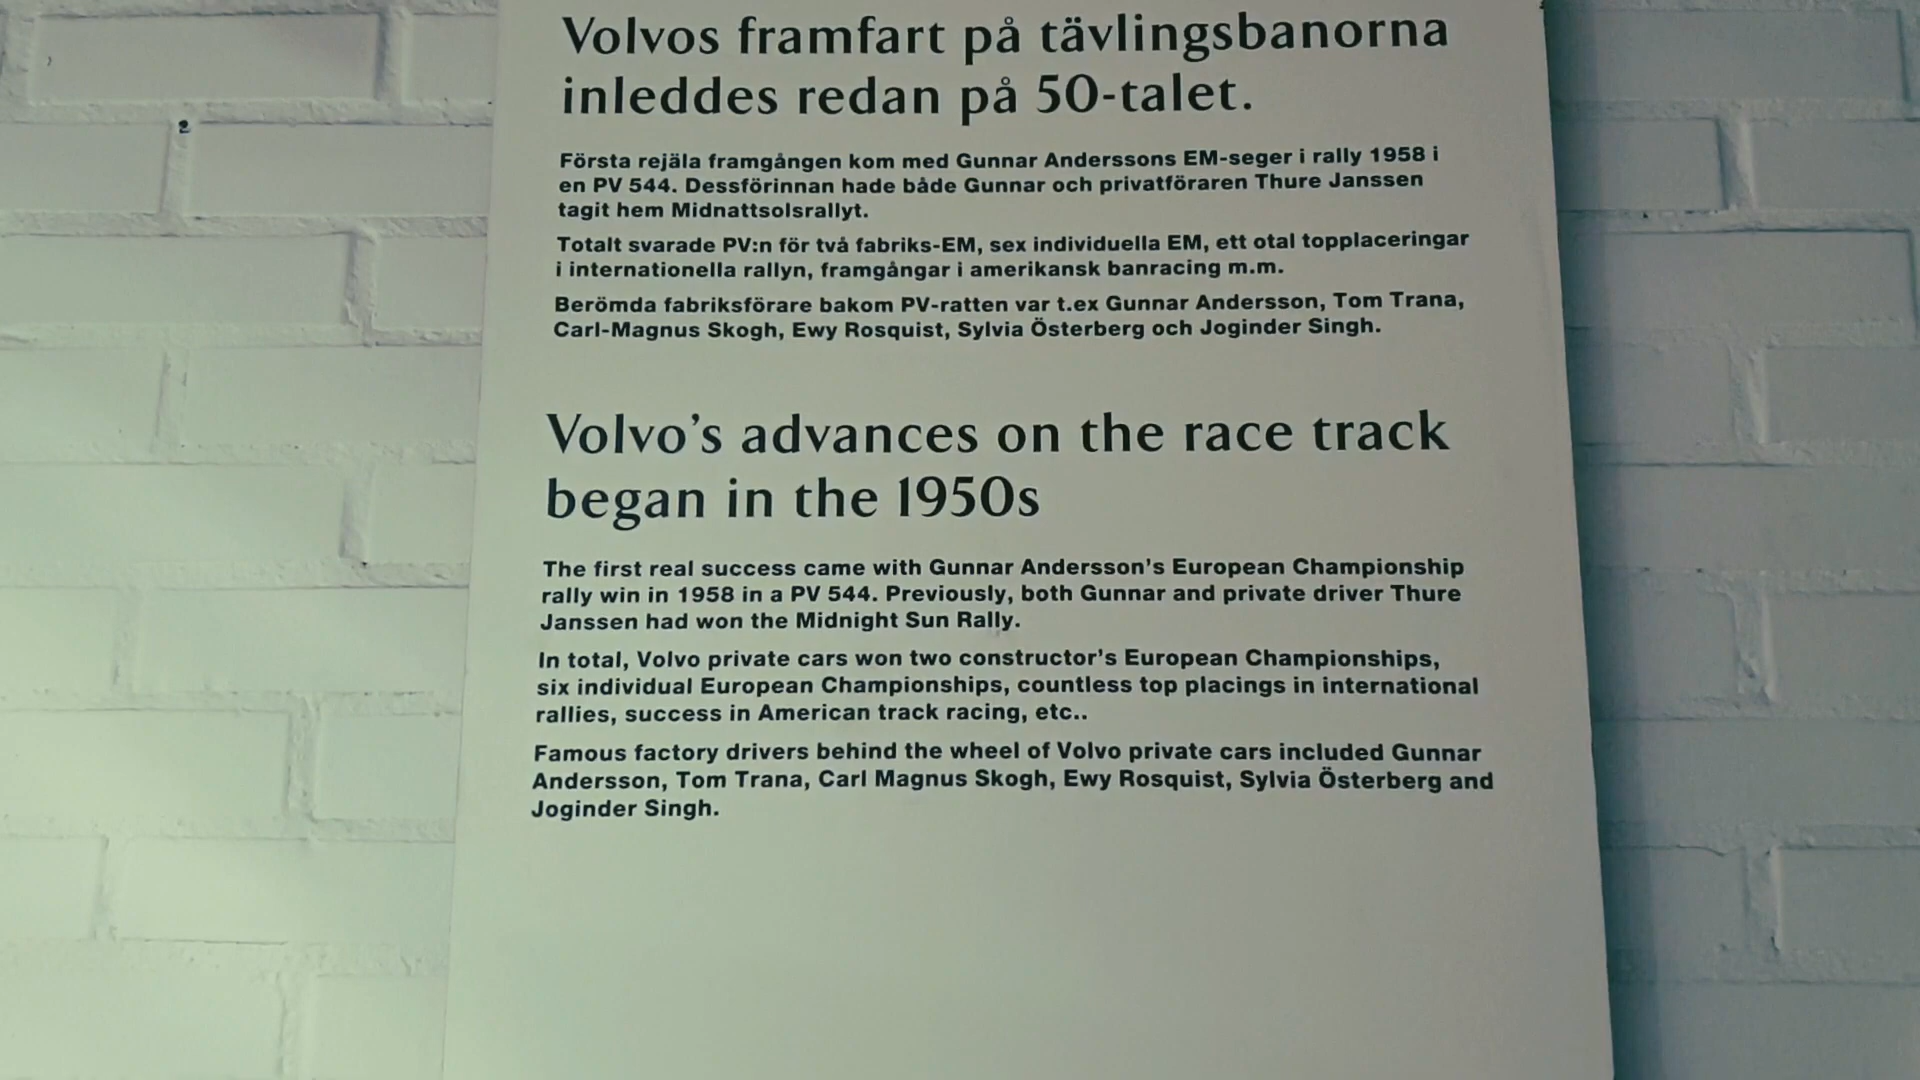 Volvos framfart på tävlingsbanorna
inleddes redan på 50-talet.
Första rejäla framgången kom med Gunnar Anderssons EM-seger i rally 1958 i
en PV 544. Dessförinnan hade både Gunnar och privatföraren Thure Janssen
tagit hem Midnattsolsrallyt.
Totalt svarade PV:n för två fabriks-EM, sex individuella EM, ett otal topplaceringar
i internationella rallyn, framgångar i amerikansk banracing m.m.
Berömda fabriksförare bakom PV-ratten var t.ex Gunnar Andersson, Tom Trana,
Carl-Magnus Skogh, Ewy Rosquist, Sylvia Österberg och Joginder Singh.
Volvo's advances on the race track
began in the 1950s
The first real success came with Gunnar Andersson's European Championship
rally win in 1958 in a PV 544. Previously, both Gunnar and private driver Thure
Janssen had won the Midnight Sun Rally.
In total, Volvo private cars won two constructor's European Championships,
six individual European Championships, countless top placings in international
rallies, success in American track racing, etc..
Famous factory drivers behind the wheel of Volvo private cars included Gunnar
Andersson, Tom Trana, Carl Magnus Skogh, Ewy Rosquist, Sylvia Österberg and
Joginder Singh.